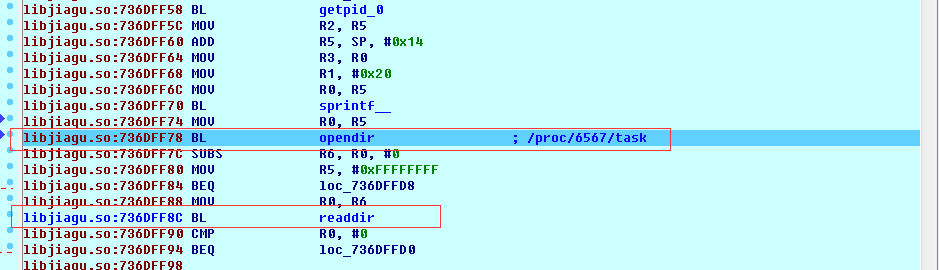 libjiagu.so:736DFF58 BL getpid_0
libjiagu.so:736DFF5C MOV R2, R5
libjiagu.so:736DFF60 ADD R5, SP, #0x14
libjiagu.so:736DFF64 MOV R3, R0
libjiagu.so:736DFF68 MOV R1, #0x20
libjiagu.so:736DFF6C MOV R0, R5
libjiagu.so:736DFF70 BL sprintf__
libjiagu.so:736DFF74 MOV R0, R5
libjiagu.so:736DFF78 BL opendir ; /proc/6567/task
libjiagu.so:736DFF7C SUBS R6, R0, #0
libjiagu.so:736DFF80 MOV R5, #0xFFFFFFFF
libjiagu.so:736DFF84 BEQ loc_736DFFD8
libjiagu.so:736DFF88 MOV R0, R6
libjiagu.so:736DFF8C BL readdir
libjiagu.so:736DFF90 CMP R0, #0
libjiagu.so:736DFF94 BEQ loc_736DFFD0
libjiagu.so:736DFF98